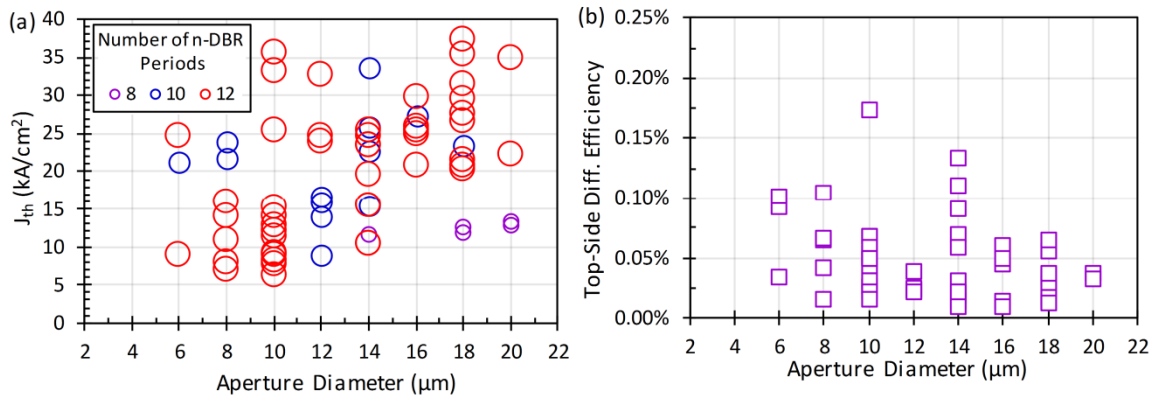 (a)
40
35
30
25
20
15
10
5
0
J_th (kA/cm²)
Number of n-DBR
Periods
8 10 12
2 4 6 8 10 12 14 16 18 20 22
Aperture Diameter (μm)
(b)
0.25%
0.20%
0.15%
0.10%
0.05%
0.00%
Top-Side Diff. Efficiency
2 4 6 8 10 12 14 16 18 20 22
Aperture Diameter (μm)